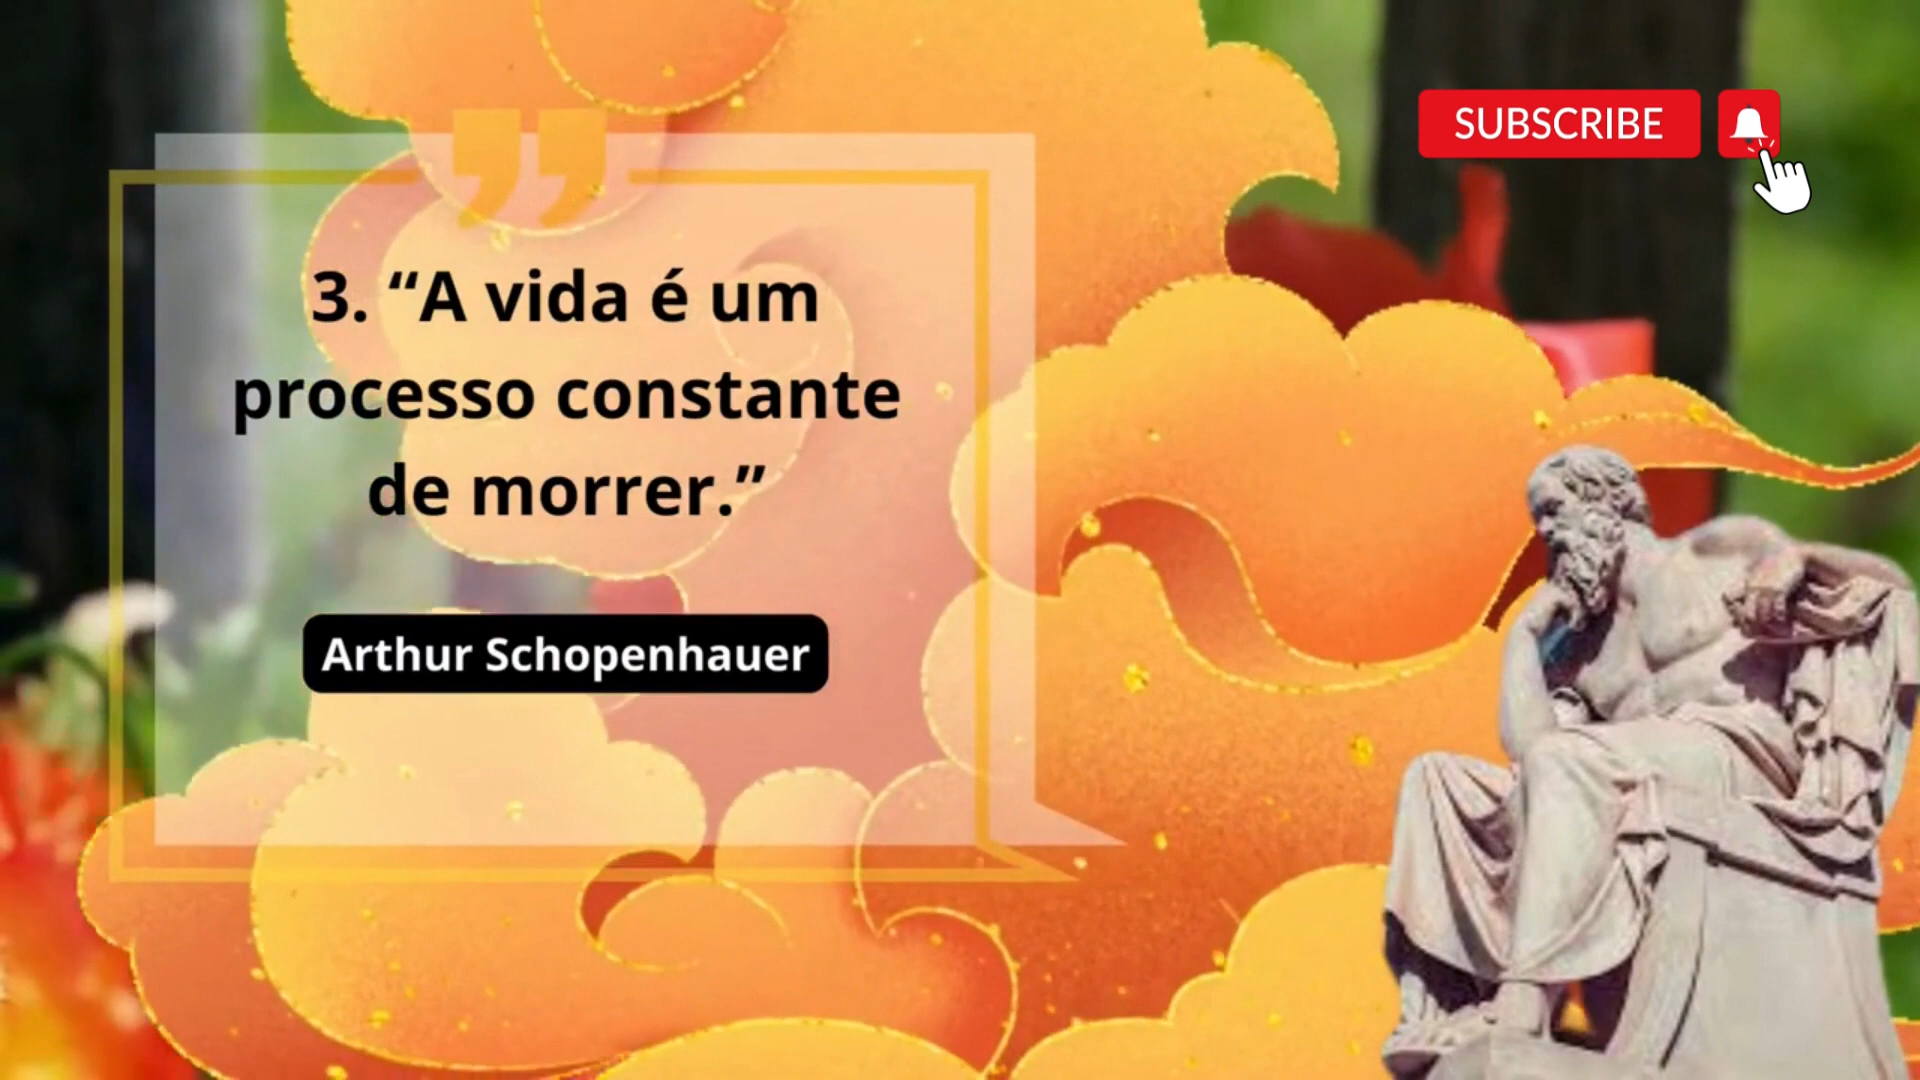 SUBSCRIBE
3. “A vida é um
processo constante
de morrer.”
Arthur Schopenhauer